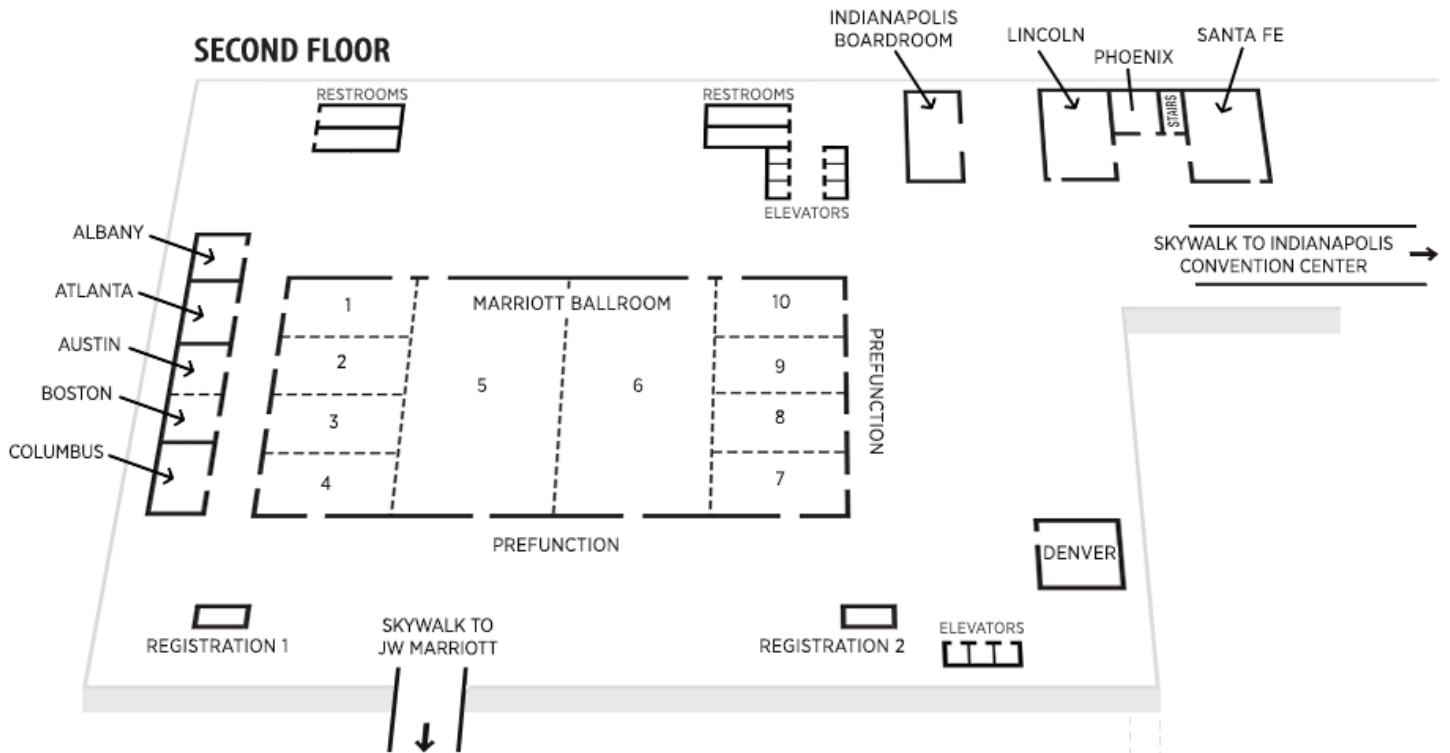 SECOND FLOOR
INDIANAPOLIS
BOARDROOM
LINCOLN
PHOENIX
SANTA FE
RESTROOMS
RESTROOMS
STAIRS
ELEVATORS
ALBANY
ATLANTA
AUSTIN
BOSTON
COLUMBUS
SKYWALK TO INDIANAPOLIS
CONVENTION CENTER
MARRIOTT BALLROOM
1
2
3
4
5
6
10
9
8
7
PREFUNCTION
PREFUNCTION
DENVER
REGISTRATION 1
SKYWALK TO
JW MARRIOTT
REGISTRATION 2
ELEVATORS